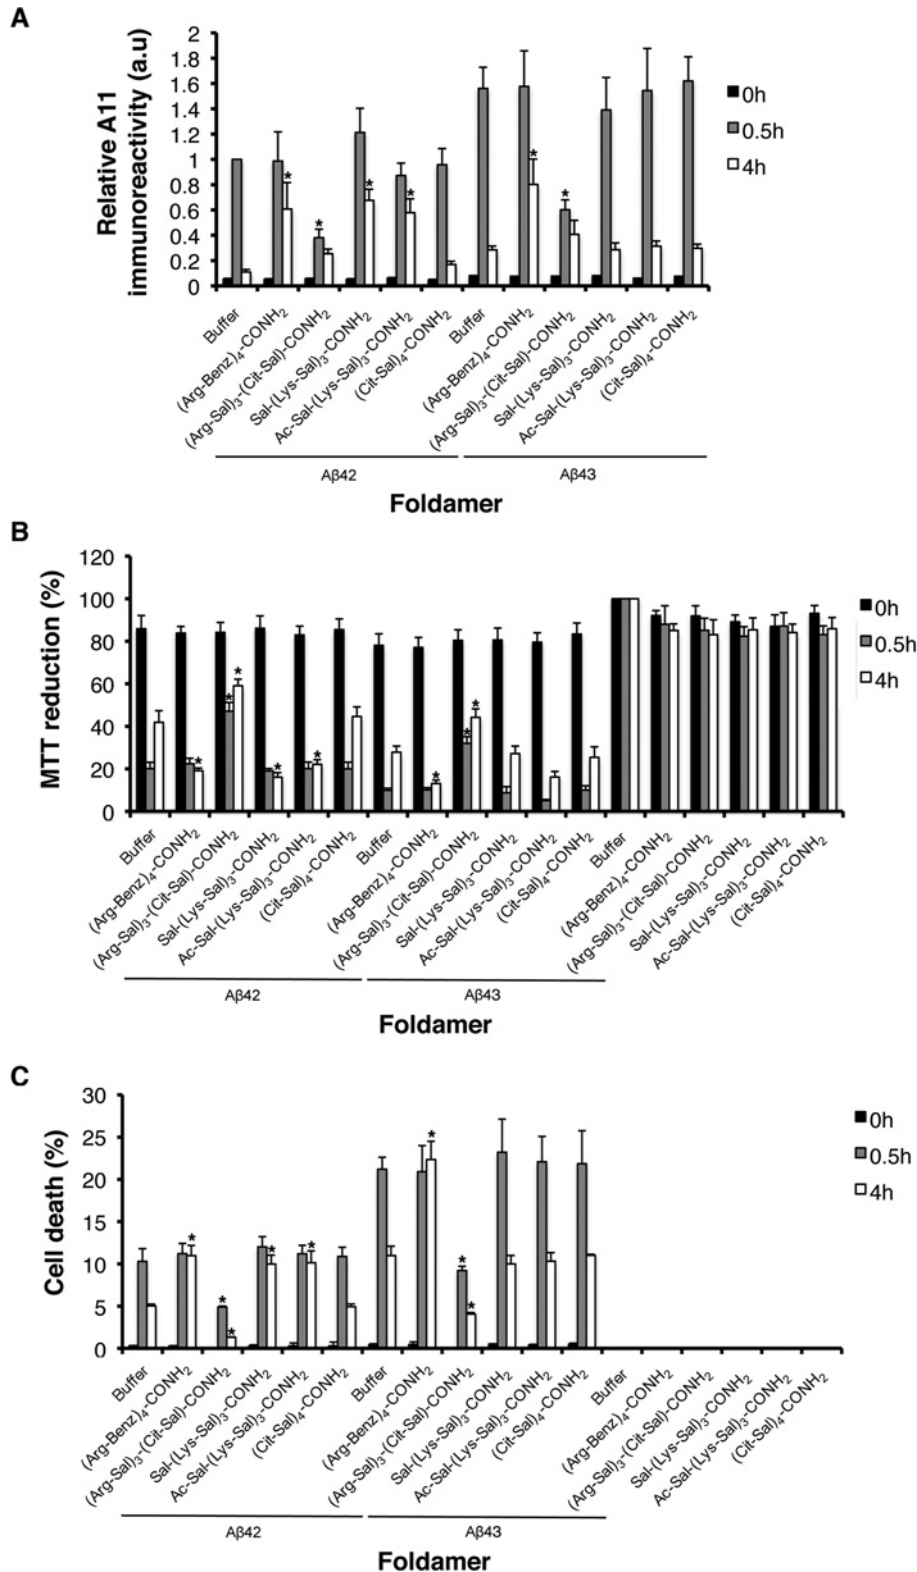 A
Relative A11
immunoreactivity (a.u)
2
1.8
1.6
1.4
1.2
1
0.8
0.6
0.4
0.2
0
* * * * * * *
0h
0.5h
4h
Buffer
(Arg-Benz)₄-CONH₂
(Arg-Sal)₃-(Cit-Sal)-CONH₂
Sal-(Lys-Sal)₃-CONH₂
Ac-Sal-(Lys-Sal)₃-CONH₂
(Cit-Sal)₄-CONH₂
Buffer
(Arg-Benz)₄-CONH₂
(Arg-Sal)₃-(Cit-Sal)-CONH₂
Sal-(Lys-Sal)₃-CONH₂
Ac-Sal-(Lys-Sal)₃-CONH₂
(Cit-Sal)₄-CONH₂
Aβ42
Aβ43
Foldamer
B
MTT reduction (%)
120
100
80
60
40
20
0
* * * * * * * *
0h
0.5h
4h
Buffer
(Arg-Benz)₄-CONH₂
(Arg-Sal)₃-(Cit-Sal)-CONH₂
Sal-(Lys-Sal)₃-CONH₂
Ac-Sal-(Lys-Sal)₃-CONH₂
(Cit-Sal)₄-CONH₂
Buffer
(Arg-Benz)₄-CONH₂
(Arg-Sal)₃-(Cit-Sal)-CONH₂
Sal-(Lys-Sal)₃-CONH₂
Ac-Sal-(Lys-Sal)₃-CONH₂
(Cit-Sal)₄-CONH₂
Buffer
(Arg-Benz)₄-CONH₂
(Arg-Sal)₃-(Cit-Sal)-CONH₂
Sal-(Lys-Sal)₃-CONH₂
Ac-Sal-(Lys-Sal)₃-CONH₂
(Cit-Sal)₄-CONH₂
Aβ42
Aβ43
Foldamer
C
Cell death (%)
30
25
20
15
10
5
0
* * * * * * * *
0h
0.5h
4h
Buffer
(Arg-Benz)₄-CONH₂
(Arg-Sal)₃-(Cit-Sal)-CONH₂
Sal-(Lys-Sal)₃-CONH₂
Ac-Sal-(Lys-Sal)₃-CONH₂
(Cit-Sal)₄-CONH₂
Buffer
(Arg-Benz)₄-CONH₂
(Arg-Sal)₃-(Cit-Sal)-CONH₂
Sal-(Lys-Sal)₃-CONH₂
Ac-Sal-(Lys-Sal)₃-CONH₂
(Cit-Sal)₄-CONH₂
Buffer
(Arg-Benz)₄-CONH₂
(Arg-Sal)₃-(Cit-Sal)-CONH₂
Sal-(Lys-Sal)₃-CONH₂
Ac-Sal-(Lys-Sal)₃-CONH₂
(Cit-Sal)₄-CONH₂
Aβ42
Aβ43
Foldamer